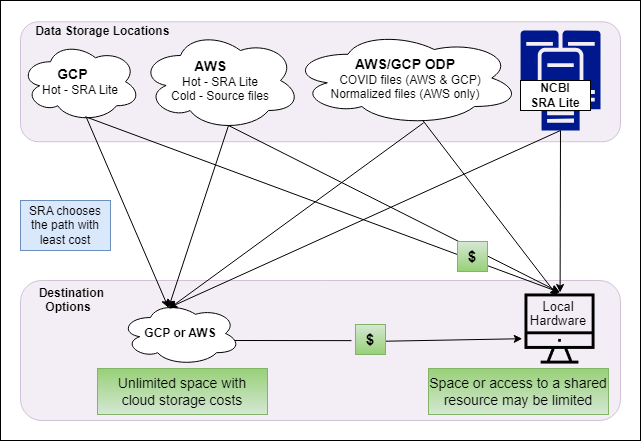 Data Storage Locations
GCP
Hot - SRA Lite
AWS
Hot - SRA Lite
Cold - Source files
AWS/GCP ODP
COVID files (AWS & GCP)
Normalized files (AWS only)
NCBI
SRA Lite
SRA chooses
the path with
least cost
$
Destination
Options
GCP or AWS
$
Local
Hardware
Unlimited space with
cloud storage costs
Space or access to a shared
resource may be limited